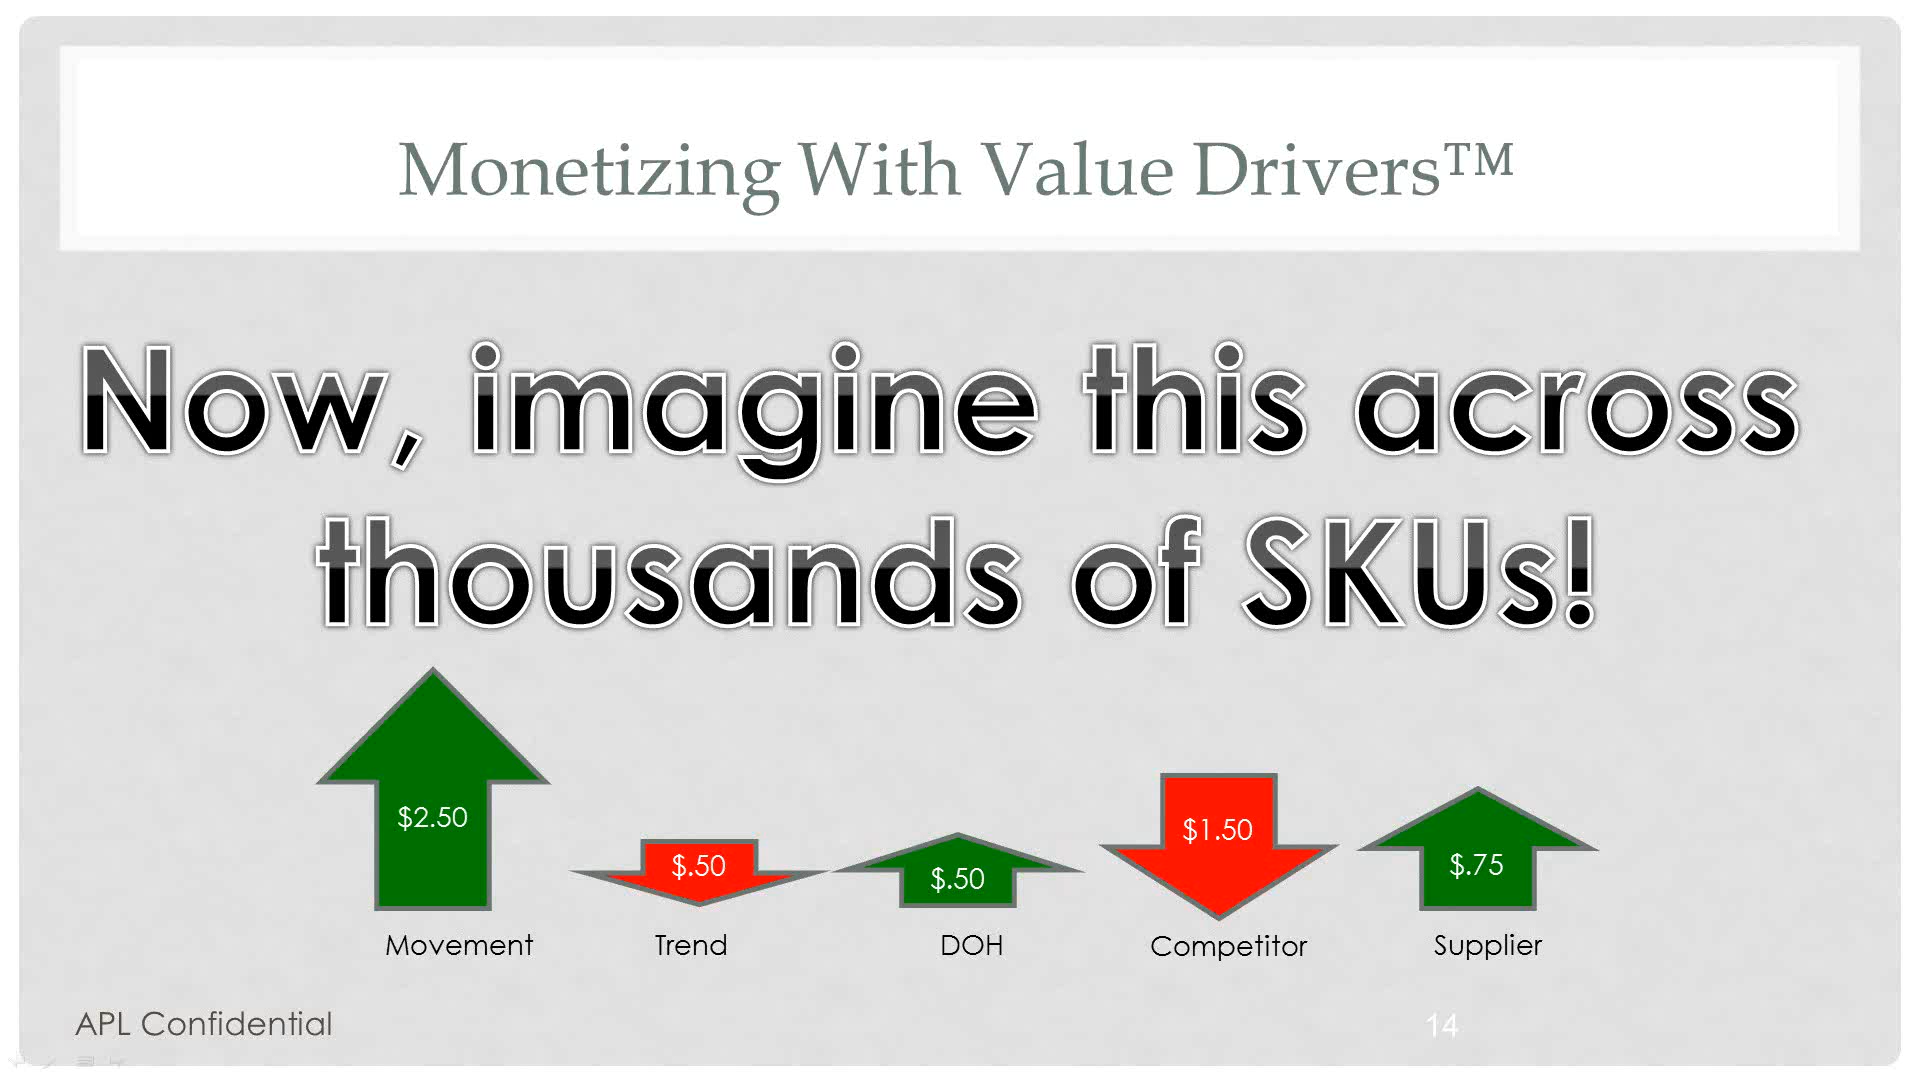 Monetizing With Value Drivers™
Now, imagine this across
thousands of SKUs!
$2.50
$.50
$.50
$1.50
$.75
Movement
Trend
DOH
Competitor
Supplier
APL Confidential
14